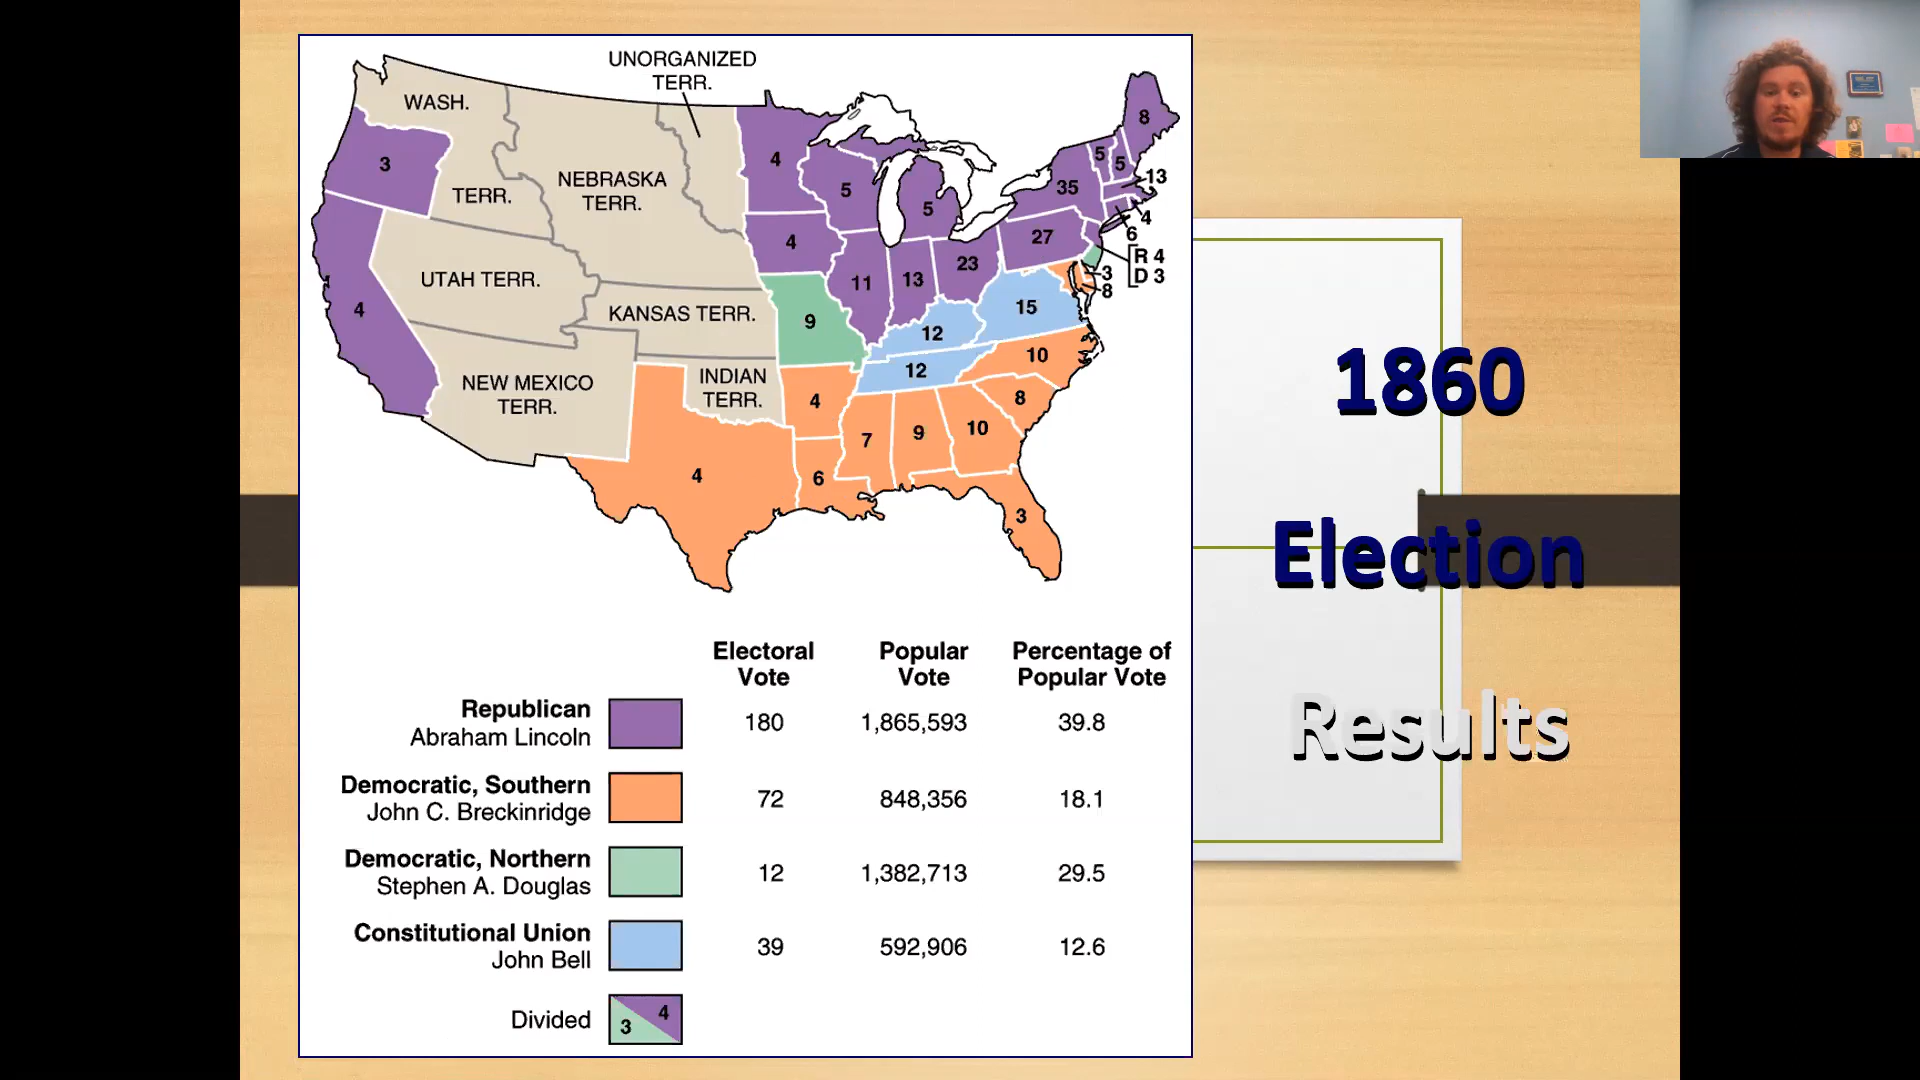 UNORGANIZED
TERR.
WASH.
TERR.
NEBRASKA
TERR.
UTAH TERR.
KANSAS TERR.
NEW MEXICO
TERR.
INDIAN
TERR.
3
4
4
5
5
4
11
13
23
27
35
5
5
8
13
4
6
R 4
D 3
3
8
9
12
15
12
10
4
7
9
10
8
4
6
3
1860
Election
Results
Electoral Popular Percentage of
Vote Vote Popular Vote
Republican
Abraham Lincoln 180 1,865,593 39.8
Democratic, Southern
John C. Breckinridge 72 848,356 18.1
Democratic, Northern
Stephen A. Douglas 12 1,382,713 29.5
Constitutional Union
John Bell 39 592,906 12.6
Divided 3 4